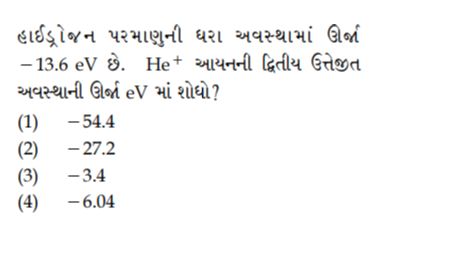 હાઈડ્રોજન પરમાણુની ધરા અવસ્થામાં ઊર્જા
−13.6 eV છે. He⁺ આયનની દ્વિતીય ઉત્તેજીત
અવસ્થાની ઊર્જા eV માં શોધો?
(1) −54.4
(2) −27.2
(3) −3.4
(4) −6.04